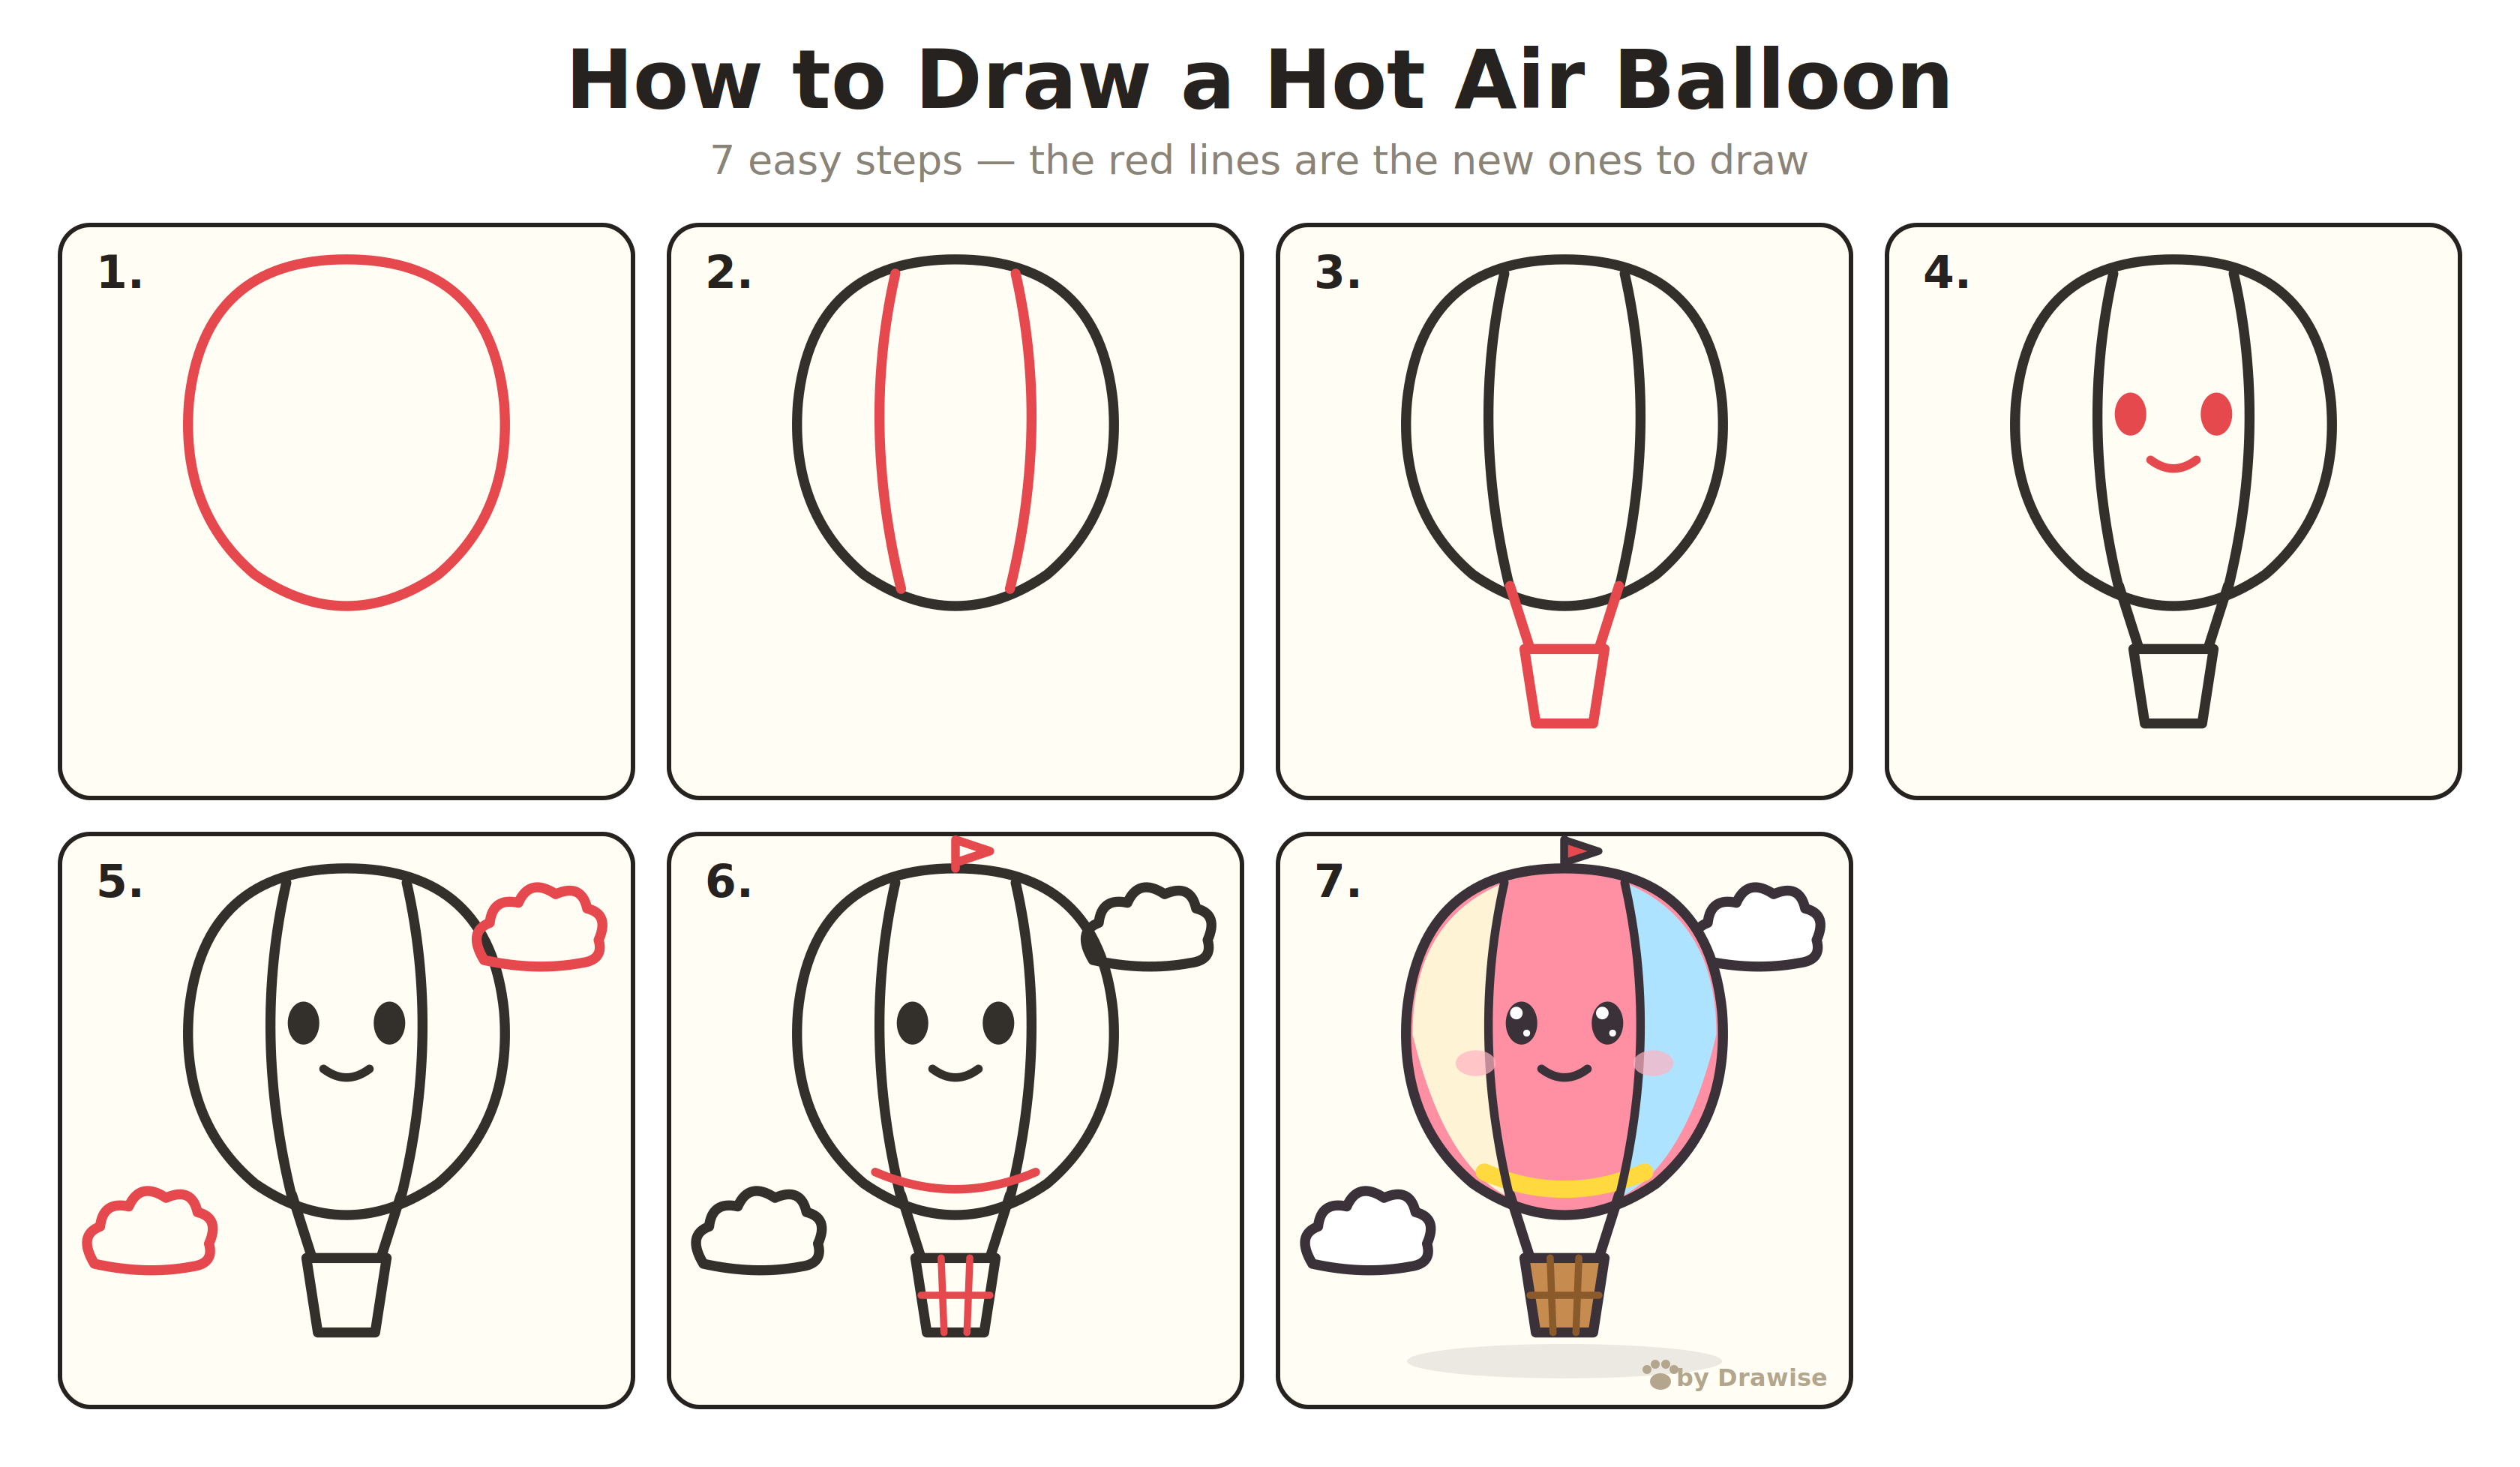 How to Draw a Hot Air Balloon
7 easy steps — the red lines are the new ones to draw
1.
2.
3.
4.
5.
6.
7.
by Drawise